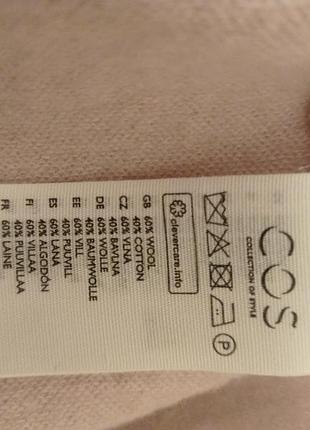 COS
COLLECTION OF STYLE
P
clevercare.info
GB 60% WOOL
40% COTTON
CZ 60% VLNA
40% BAVLNA
DE 60% WOLLE
40% BAUMWOLLE
EE 60% VILL
40% PUUVILL
ES 60% LANA
40% ALGODÓN
FI 60% VILLAA
40% PUUVILLAA
FR 60% LAINE